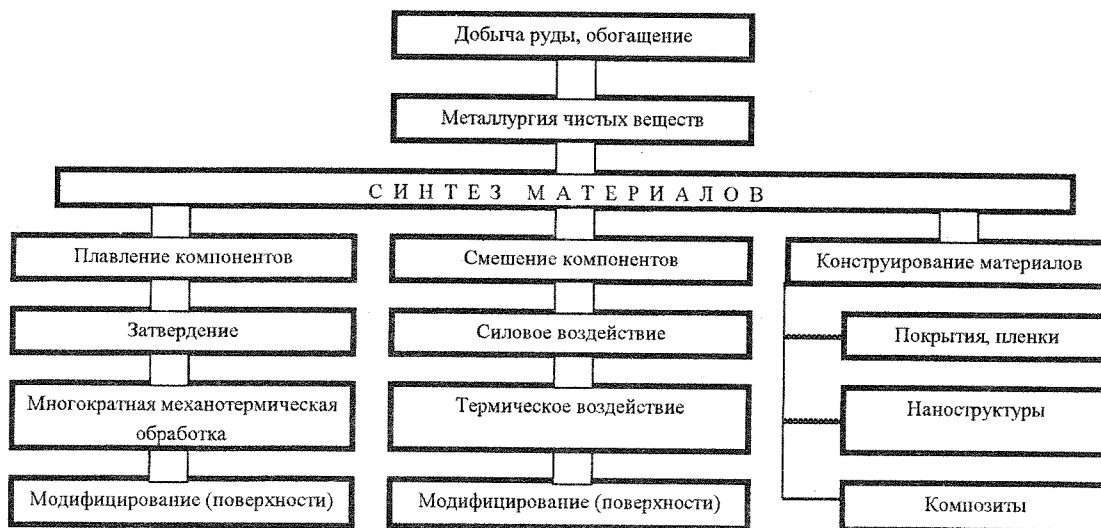 Добыча руды, обогащение
Металлургия чистых веществ
СИНТЕЗ МАТЕРИАЛОВ
Плавление компонентов
Затвердение
Многократная механотермическая
обработка
Модифицирование (поверхности)
Смешение компонентов
Силовое воздействие
Термическое воздействие
Модифицирование (поверхности)
Конструирование материалов
Покрытия, пленки
Наноструктуры
Композиты